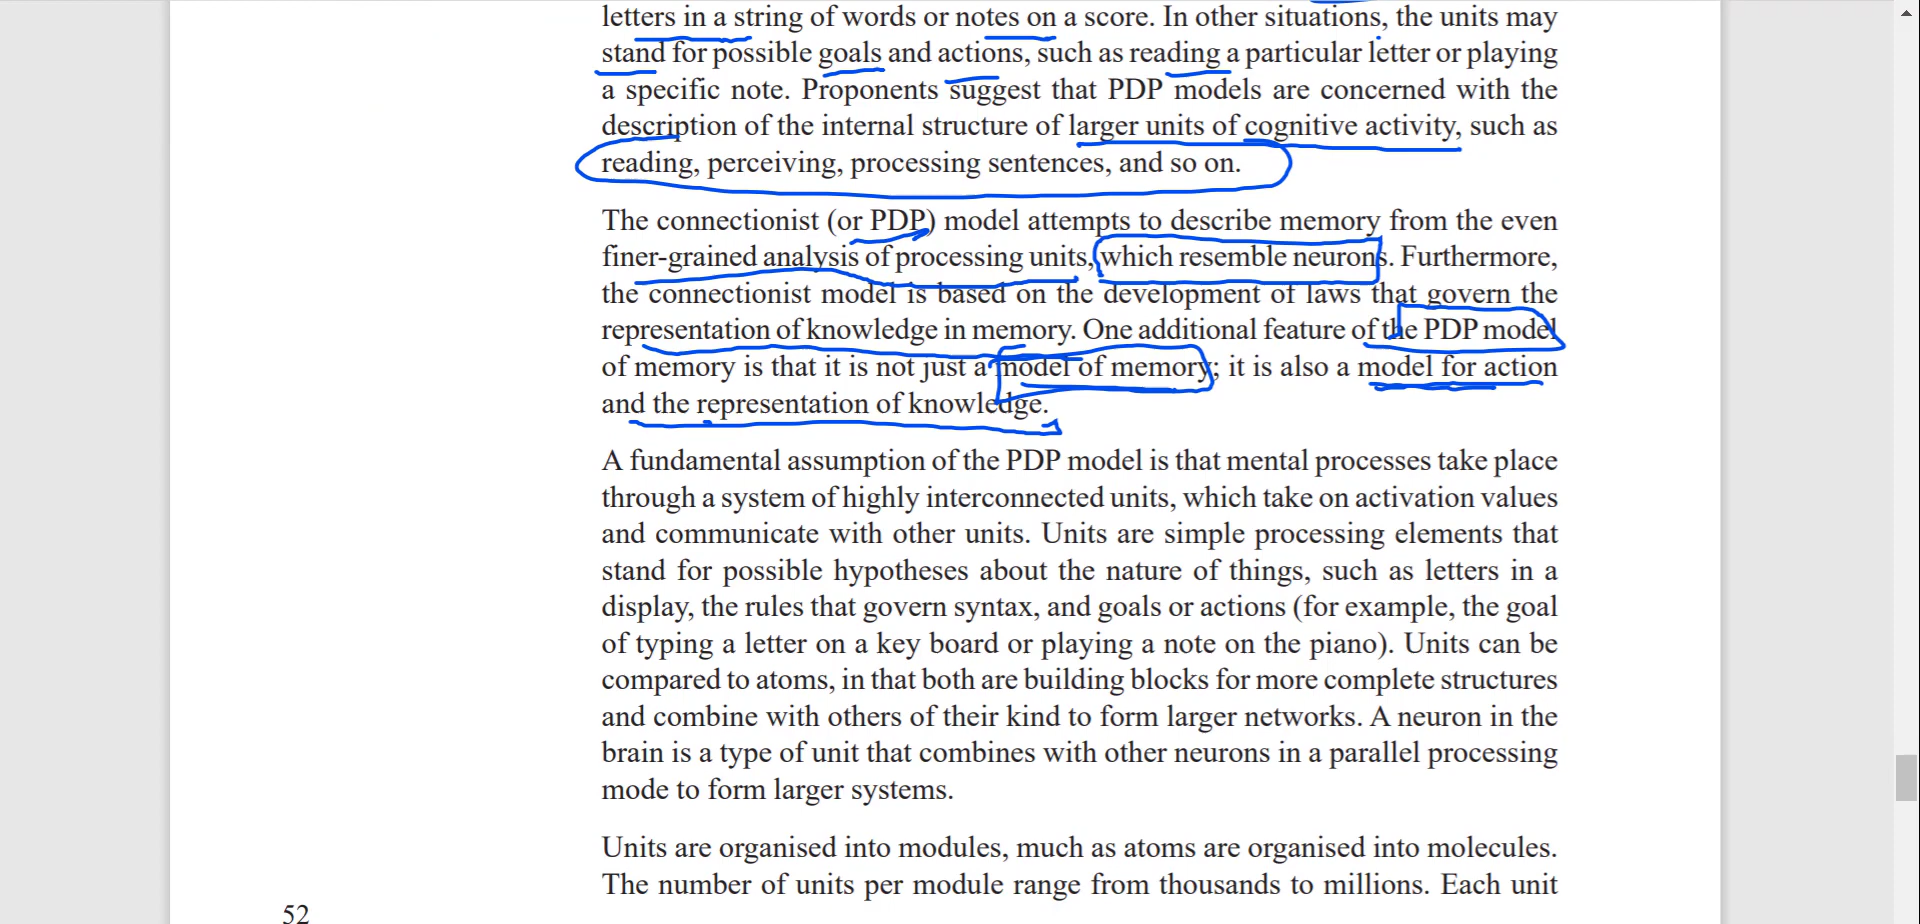 letters in a string of words or notes on a score. In other situations, the units may
stand for possible goals and actions, such as reading a particular letter or playing
a specific note. Proponents suggest that PDP models are concerned with the
description of the internal structure of larger units of cognitive activity, such as
reading, perceiving, processing sentences, and so on.
The connectionist (or PDP) model attempts to describe memory from the even
finer-grained analysis of processing units, which resemble neurons. Furthermore,
the connectionist model is based on the development of laws that govern the
representation of knowledge in memory. One additional feature of the PDP model
of memory is that it is not just a model of memory; it is also a model for action
and the representation of knowledge.
A fundamental assumption of the PDP model is that mental processes take place
through a system of highly interconnected units, which take on activation values
and communicate with other units. Units are simple processing elements that
stand for possible hypotheses about the nature of things, such as letters in a
display, the rules that govern syntax, and goals or actions (for example, the goal
of typing a letter on a key board or playing a note on the piano). Units can be
compared to atoms, in that both are building blocks for more complete structures
and combine with others of their kind to form larger networks. A neuron in the
brain is a type of unit that combines with other neurons in a parallel processing
mode to form larger systems.
Units are organised into modules, much as atoms are organised into molecules.
The number of units per module range from thousands to millions. Each unit
52